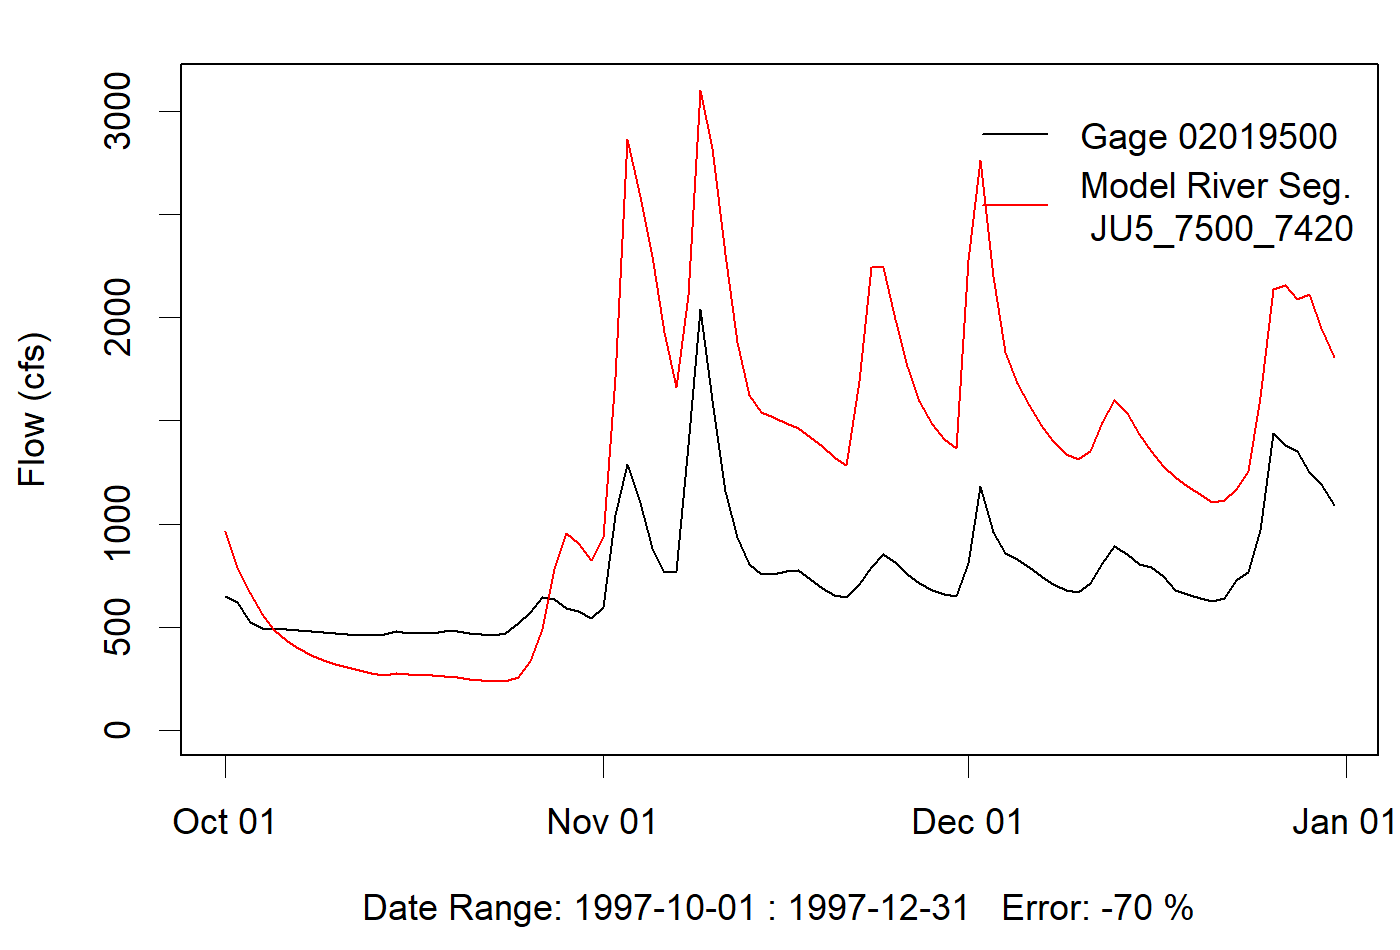 3000
2000
1000
500
0
Flow (cfs)
Gage 02019500
Model River Seg.
JU5_7500_7420
Oct 01
Nov 01
Dec 01
Jan 01
Date Range: 1997-10-01 : 1997-12-31 Error: -70 %